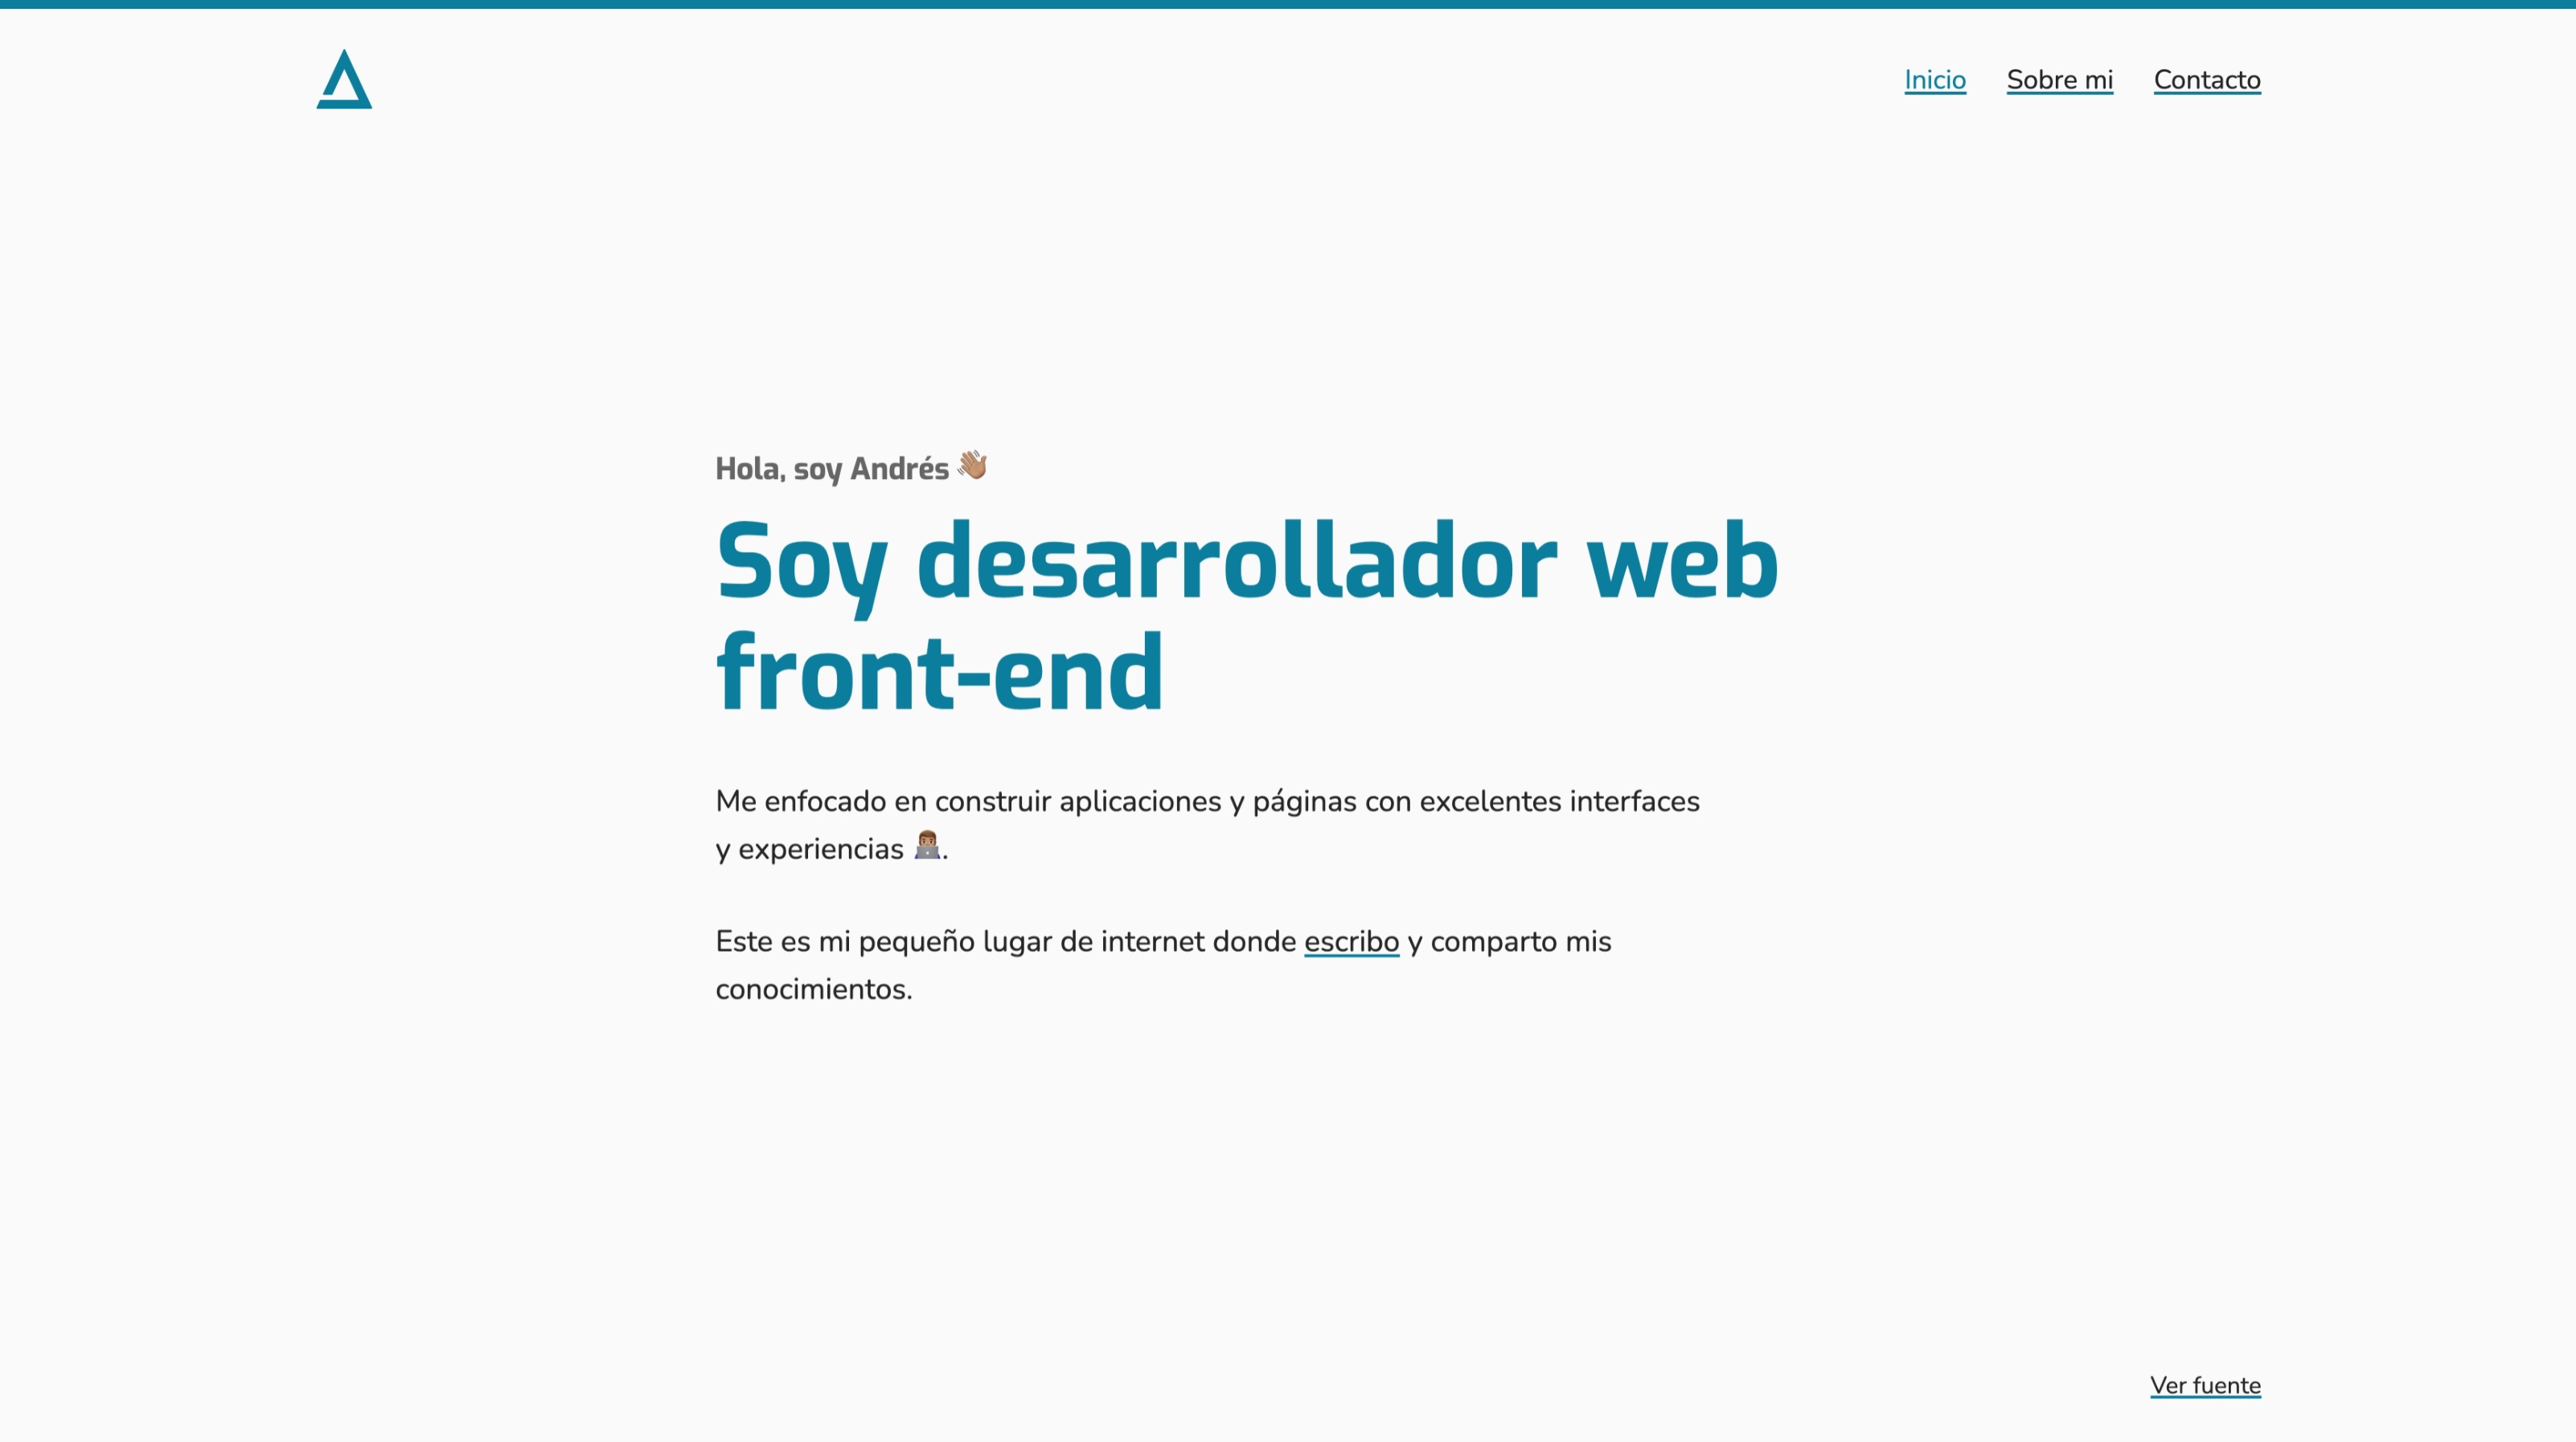 Inicio Sobre mi Contacto
Hola, soy Andrés 👋🏽
Soy desarrollador web
front-end
Me enfocado en construir aplicaciones y páginas con excelentes interfaces
y experiencias 👨🏽‍💻.
Este es mi pequeño lugar de internet donde escribo y comparto mis
conocimientos.
Ver fuente